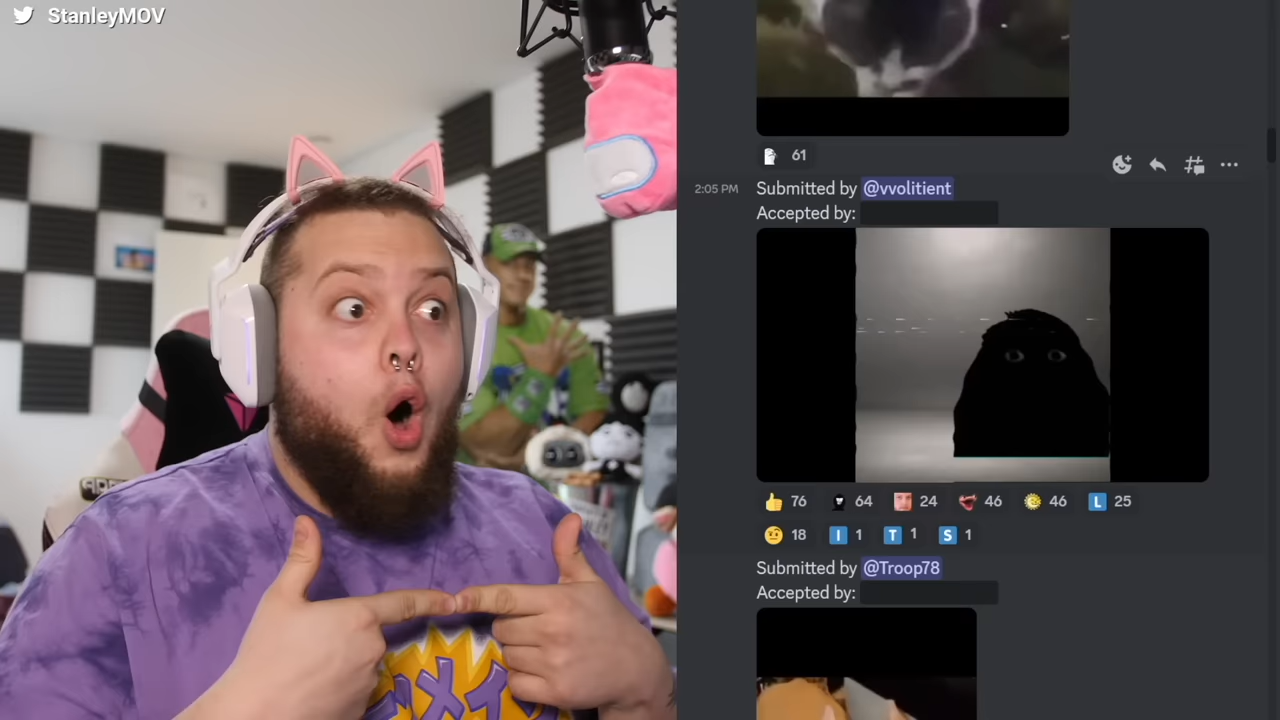 StanleyMOV
61
2:05 PM
Submitted by @vvolitient
Accepted by:
76 64 24 46 46 L 25
18 I 1 T 1 S 1
Submitted by @Troop78
Accepted by: